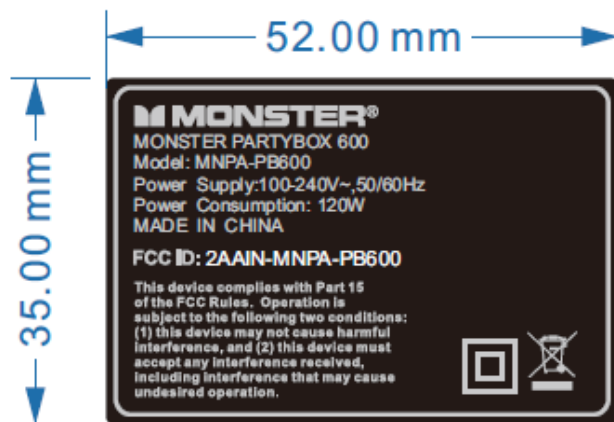 52.00 mm
35.00 mm
MONSTER®
MONSTER PARTYBOX 600
Model: MNPA-PB600
Power Supply:100-240V~,50/60Hz
Power Consumption: 120W
MADE IN CHINA
FCC ID: 2AAIN-MNPA-PB600
This device complies with Part 15
of the FCC Rules. Operation is
subject to the following two conditions:
(1) this device may not cause harmful
interference, and (2) this device must
accept any interference received,
including interference that may cause
undesired operation.